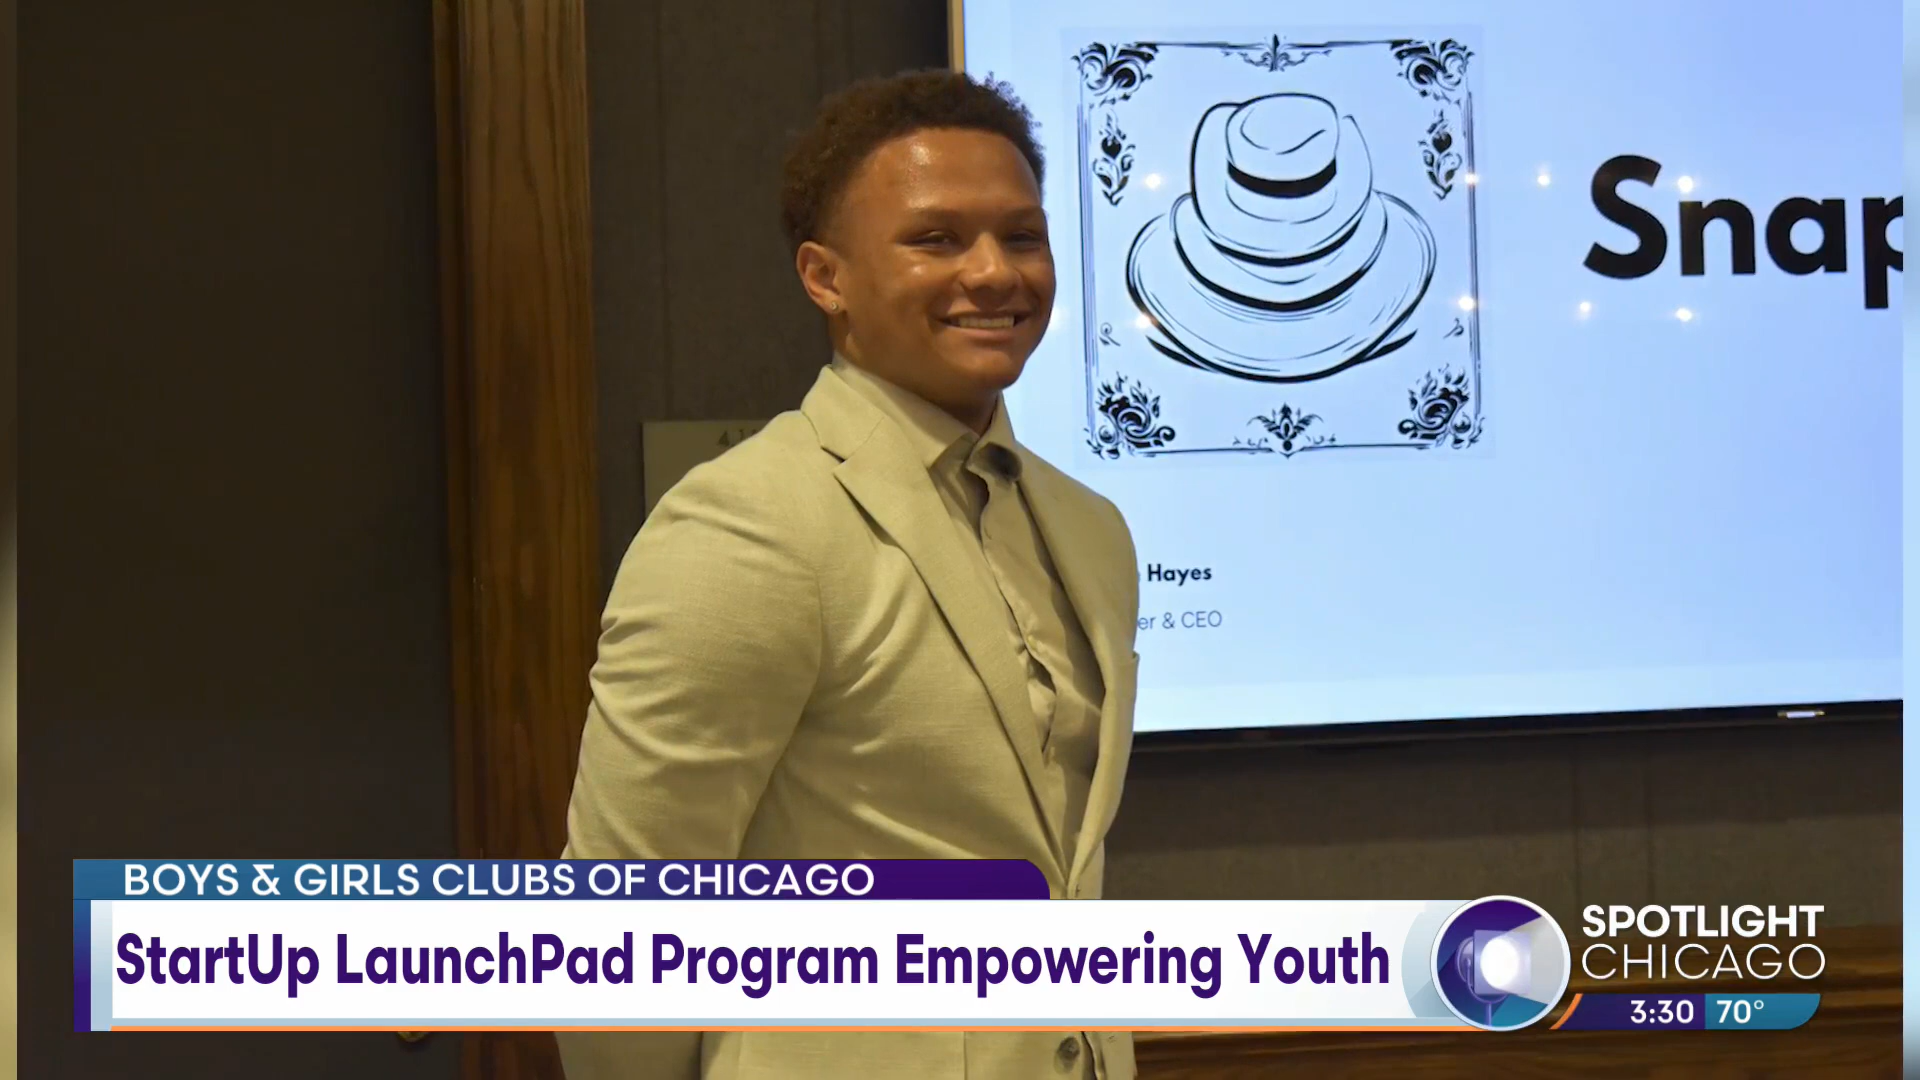 Snap
Hayes
er & CEO
BOYS & GIRLS CLUBS OF CHICAGO
StartUp LaunchPad Program Empowering Youth
SPOTLIGHT
CHICAGO
3:30 70°